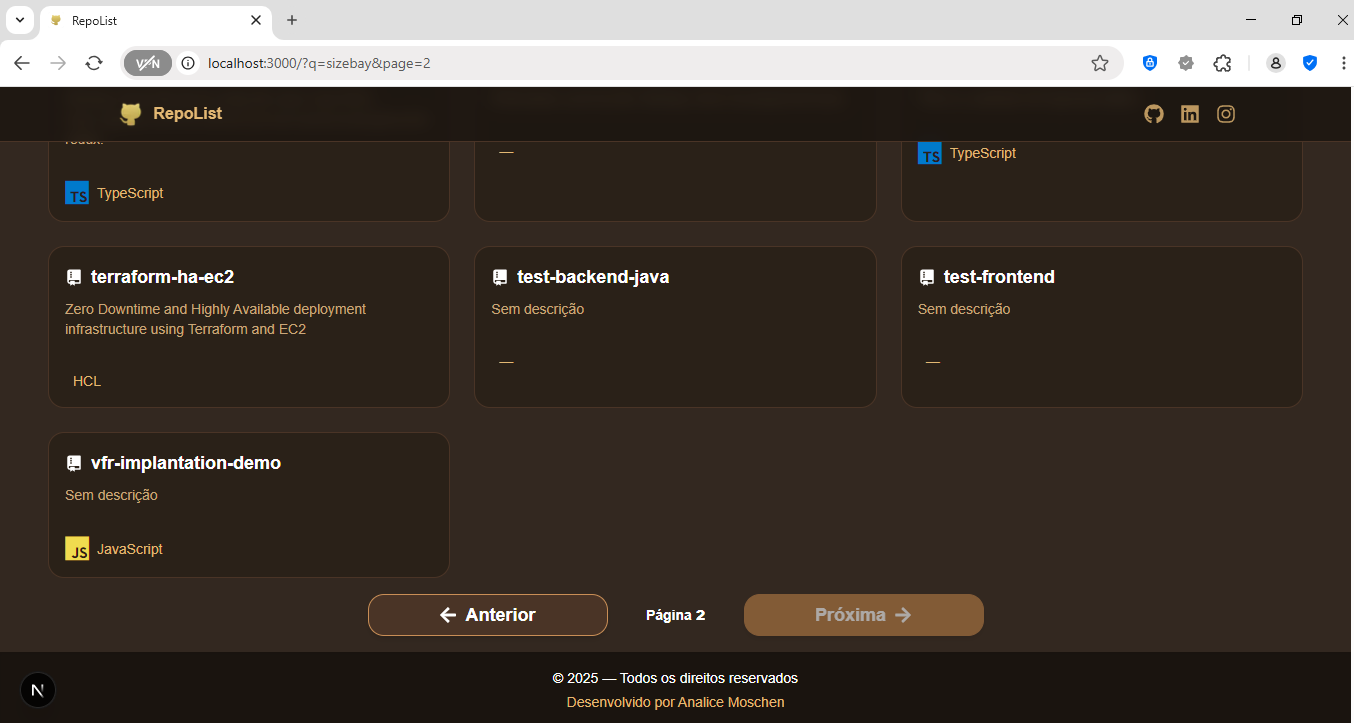 RepoList
VPN
localhost:3000/?q=sizebay&page=2
RepoList
redux.
TS TypeScript
—
TS TypeScript
terraform-ha-ec2
Zero Downtime and Highly Available deployment
infrastructure using Terraform and EC2
HCL
test-backend-java
Sem descrição
—
test-frontend
Sem descrição
—
vfr-implantation-demo
Sem descrição
JS JavaScript
← Anterior
Página 2
Próxima →
© 2025 — Todos os direitos reservados
Desenvolvido por Analice Moschen
N